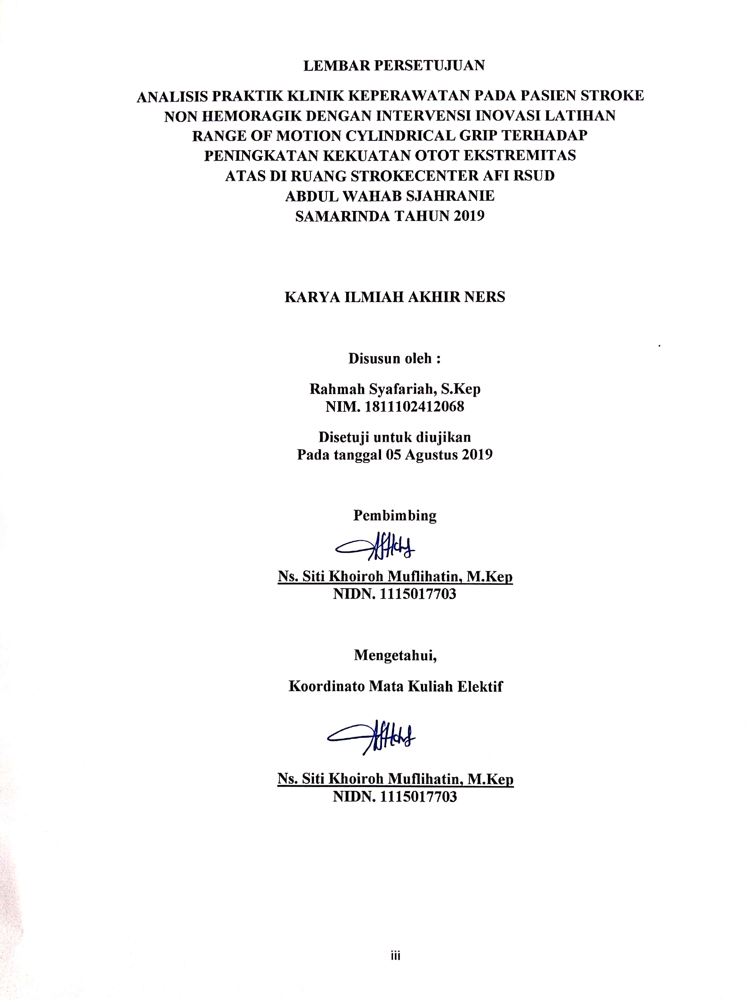 LEMBAR PERSETUJUAN
ANALISIS PRAKTIK KLINIK KEPERAWATAN PADA PASIEN STROKE
NON HEMORAGIK DENGAN INTERVENSI INOVASI LATIHAN
RANGE OF MOTION CYLINDRICAL GRIP TERHADAP
PENINGKATAN KEKUATAN OTOT EKSTREMITAS
ATAS DI RUANG STROKECENTER AFI RSUD
ABDUL WAHAB SJAHRANIE
SAMARINDA TAHUN 2019
KARYA ILMIAH AKHIR NERS
Disusun oleh :
Rahmah Syafariah, S.Kep
NIM. 1811102412068
Disetuji untuk diujikan
Pada tanggal 05 Agustus 2019
Pembimbing
Ns. Siti Khoiroh Muflihatin, M.Kep
NIDN. 1115017703
Mengetahui,
Koordinato Mata Kuliah Elektif
Ns. Siti Khoiroh Muflihatin, M.Kep
NIDN. 1115017703
iii